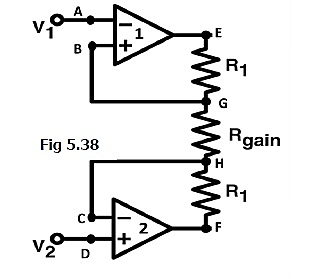 A
V1
−
1
E
B
+
R1
G
Fig 5.38
Rgain
H
R1
C
−
2
F
V2
+
D